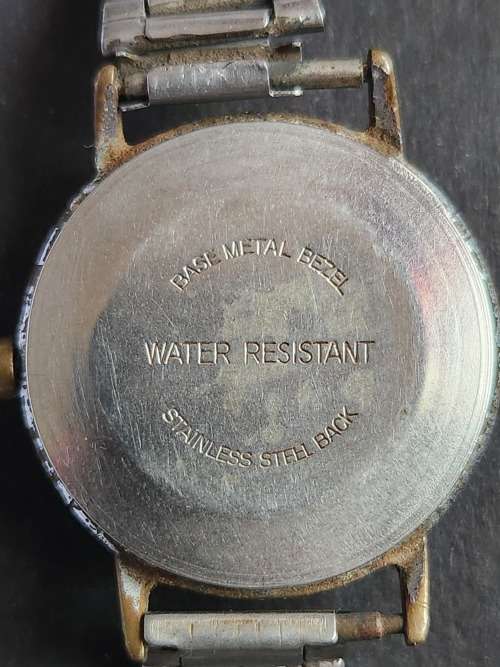 BASE METAL BEZEL
WATER RESISTANT
STAINLESS STEEL BACK